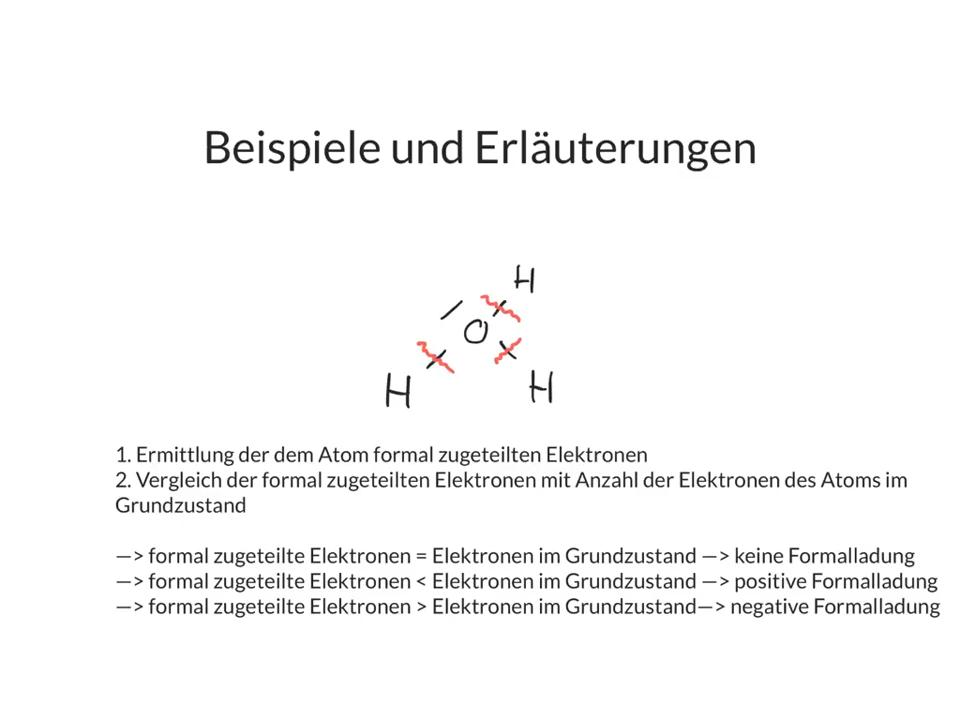 Beispiele und Erläuterungen
H
O
H
H
1. Ermittlung der dem Atom formal zugeteilten Elektronen
2. Vergleich der formal zugeteilten Elektronen mit Anzahl der Elektronen des Atoms im
Grundzustand
—> formal zugeteilte Elektronen = Elektronen im Grundzustand —> keine Formalladung
—> formal zugeteilte Elektronen < Elektronen im Grundzustand —> positive Formalladung
—> formal zugeteilte Elektronen > Elektronen im Grundzustand—> negative Formalladung